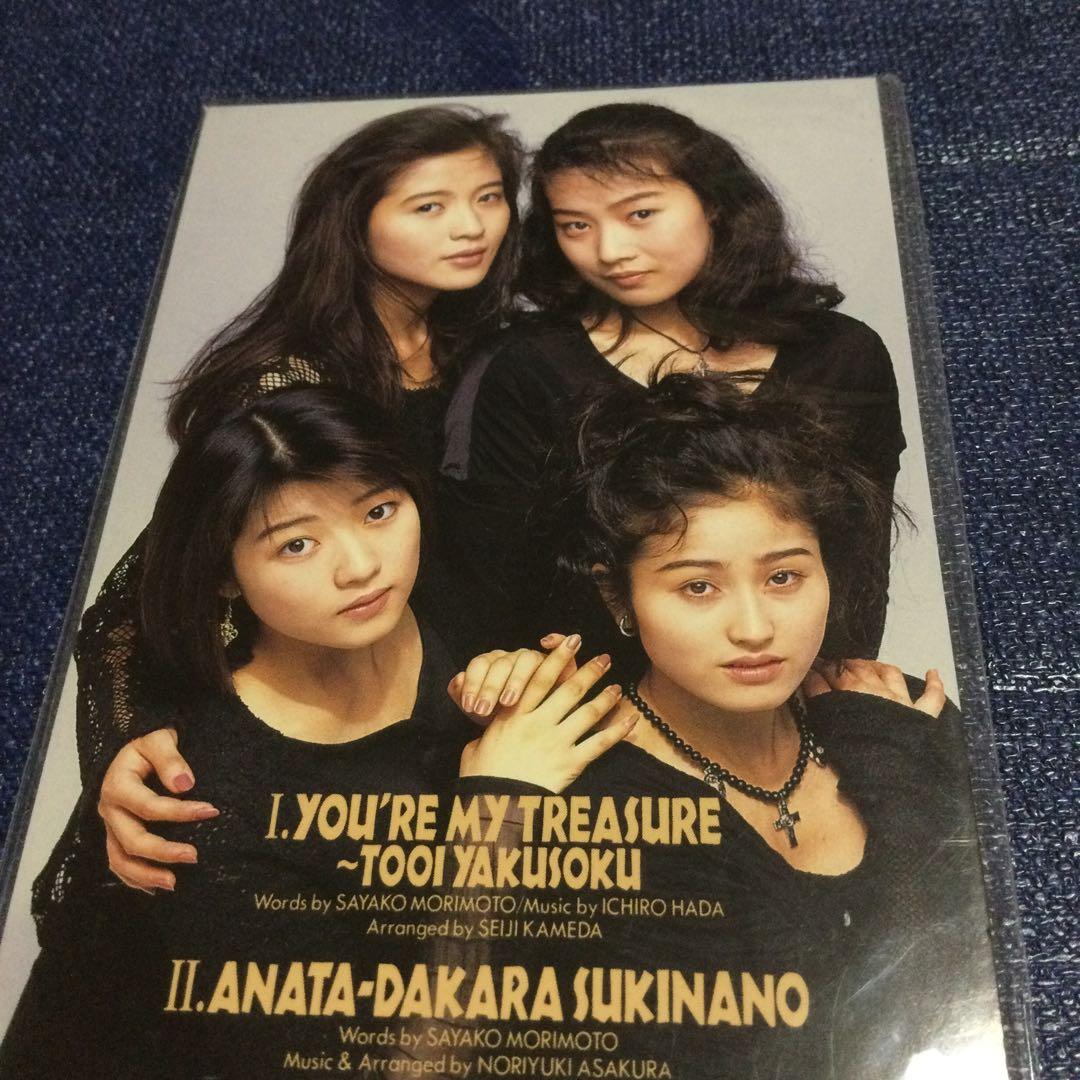 I. YOU'RE MY TREASURE
~TOOI YAKUSOKU
Words by SAYAKO MORIMOTO/Music by ICHIRO HADA
Arranged by SEIJI KAMEDA
II. ANATA-DAKARA SUKINANO
Words by SAYAKO MORIMOTO
Music & Arranged by NORIYUKI ASAKURA